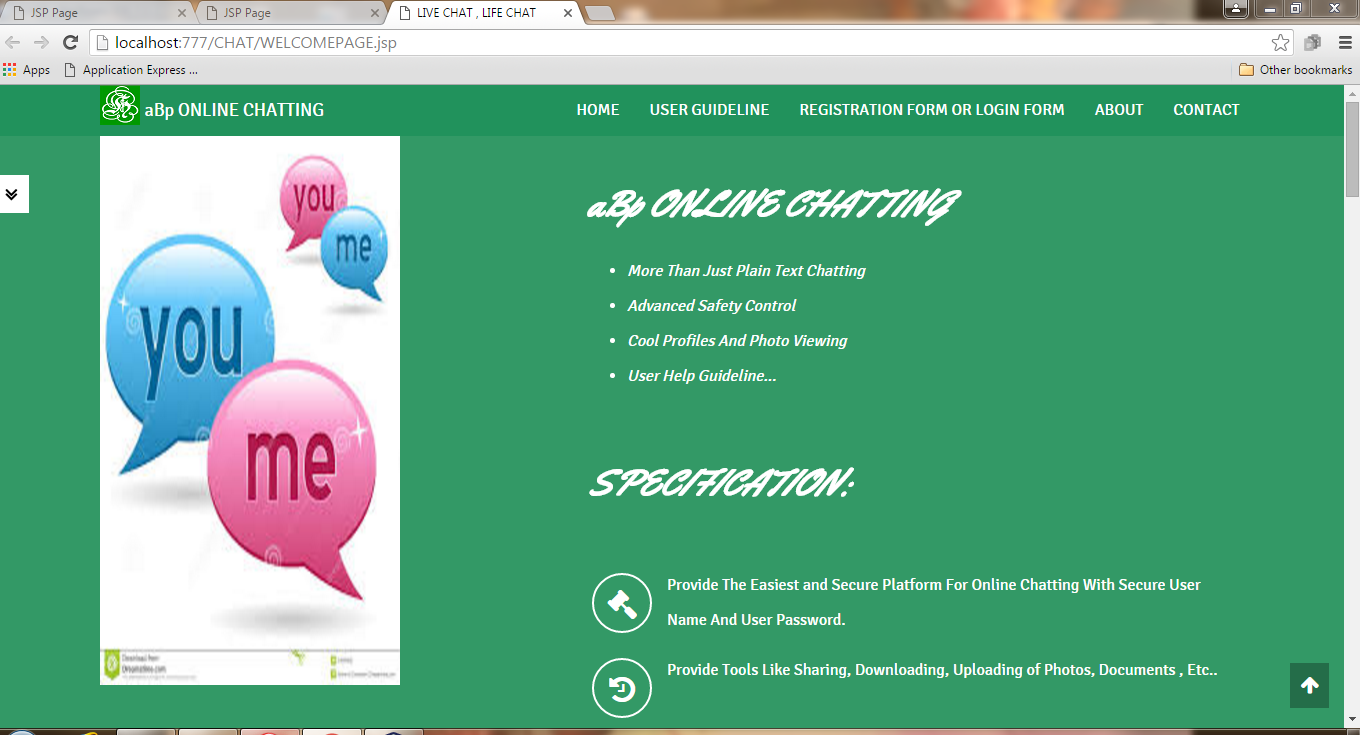 JSP Page
JSP Page
LIVE CHAT , LIFE CHAT
localhost:777/CHAT/WELCOMEPAGE.jsp
Apps
Application Express ...
Other bookmarks
aBp ONLINE CHATTING
HOME
USER GUIDELINE
REGISTRATION FORM OR LOGIN FORM
ABOUT
CONTACT
you
me
you
me
aBp ONLINE CHATTING
More Than Just Plain Text Chatting
Advanced Safety Control
Cool Profiles And Photo Viewing
User Help Guideline...
SPECIFICATION:
Provide The Easiest and Secure Platform For Online Chatting With Secure User
Name And User Password.
Provide Tools Like Sharing, Downloading, Uploading of Photos, Documents , Etc..
Download from
Dreamstime.com